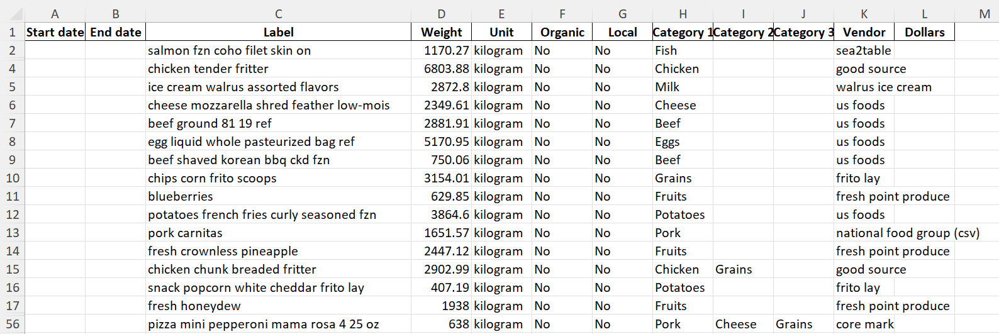 A B C D E F G H I J K L M
1 Start date End date Label Weight Unit Organic Local Category 1 Category 2 Category 3 Vendor Dollars
2 salmon fzn coho filet skin on 1170.27 kilogram No No Fish sea2table
4 chicken tender fritter 6803.88 kilogram No No Chicken good source
5 ice cream walrus assorted flavors 2872.8 kilogram No No Milk walrus ice cream
6 cheese mozzarella shred feather low-mois 2349.61 kilogram No No Cheese us foods
7 beef ground 81 19 ref 2881.91 kilogram No No Beef us foods
8 egg liquid whole pasteurized bag ref 5170.95 kilogram No No Eggs us foods
9 beef shaved korean bbq ckd fzn 750.06 kilogram No No Beef us foods
10 chips corn frito scoops 3154.01 kilogram No No Grains frito lay
11 blueberries 629.85 kilogram No No Fruits fresh point produce
12 potatoes french fries curly seasoned fzn 3864.6 kilogram No No Potatoes us foods
13 pork carnitas 1651.57 kilogram No No Pork national food group (csv)
14 fresh crownless pineapple 2447.12 kilogram No No Fruits fresh point produce
15 chicken chunk breaded fritter 2902.99 kilogram No No Chicken Grains good source
16 snack popcorn white cheddar frito lay 407.19 kilogram No No Potatoes frito lay
17 fresh honeydew 1938 kilogram No No Fruits fresh point produce
56 pizza mini pepperoni mama rosa 4 25 oz 638 kilogram No No Pork Cheese Grains core mark